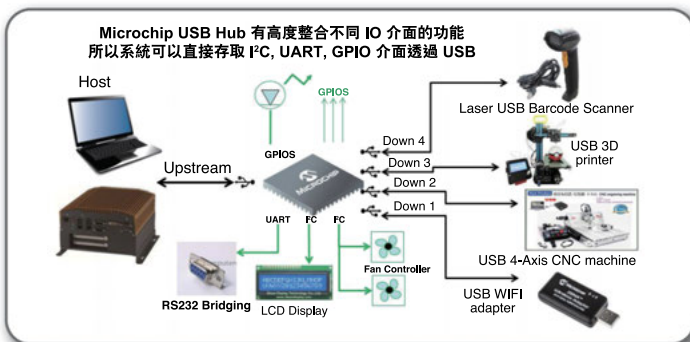 Microchip USB Hub 有高度整合不同 IO 介面的功能
所以系統可以直接存取 I²C, UART, GPIO 介面透過 USB
Host
Upstream
GPIOS
GPIOS
MICROCHIP
UART
I²C
I²C
Down 4
Down 3
Down 2
Down 1
Laser USB Barcode Scanner
USB 3D
printer
USB 4-Axis CNC machine
USB WIFI
adapter
RS232 Bridging
LCD Display
Fan Controller